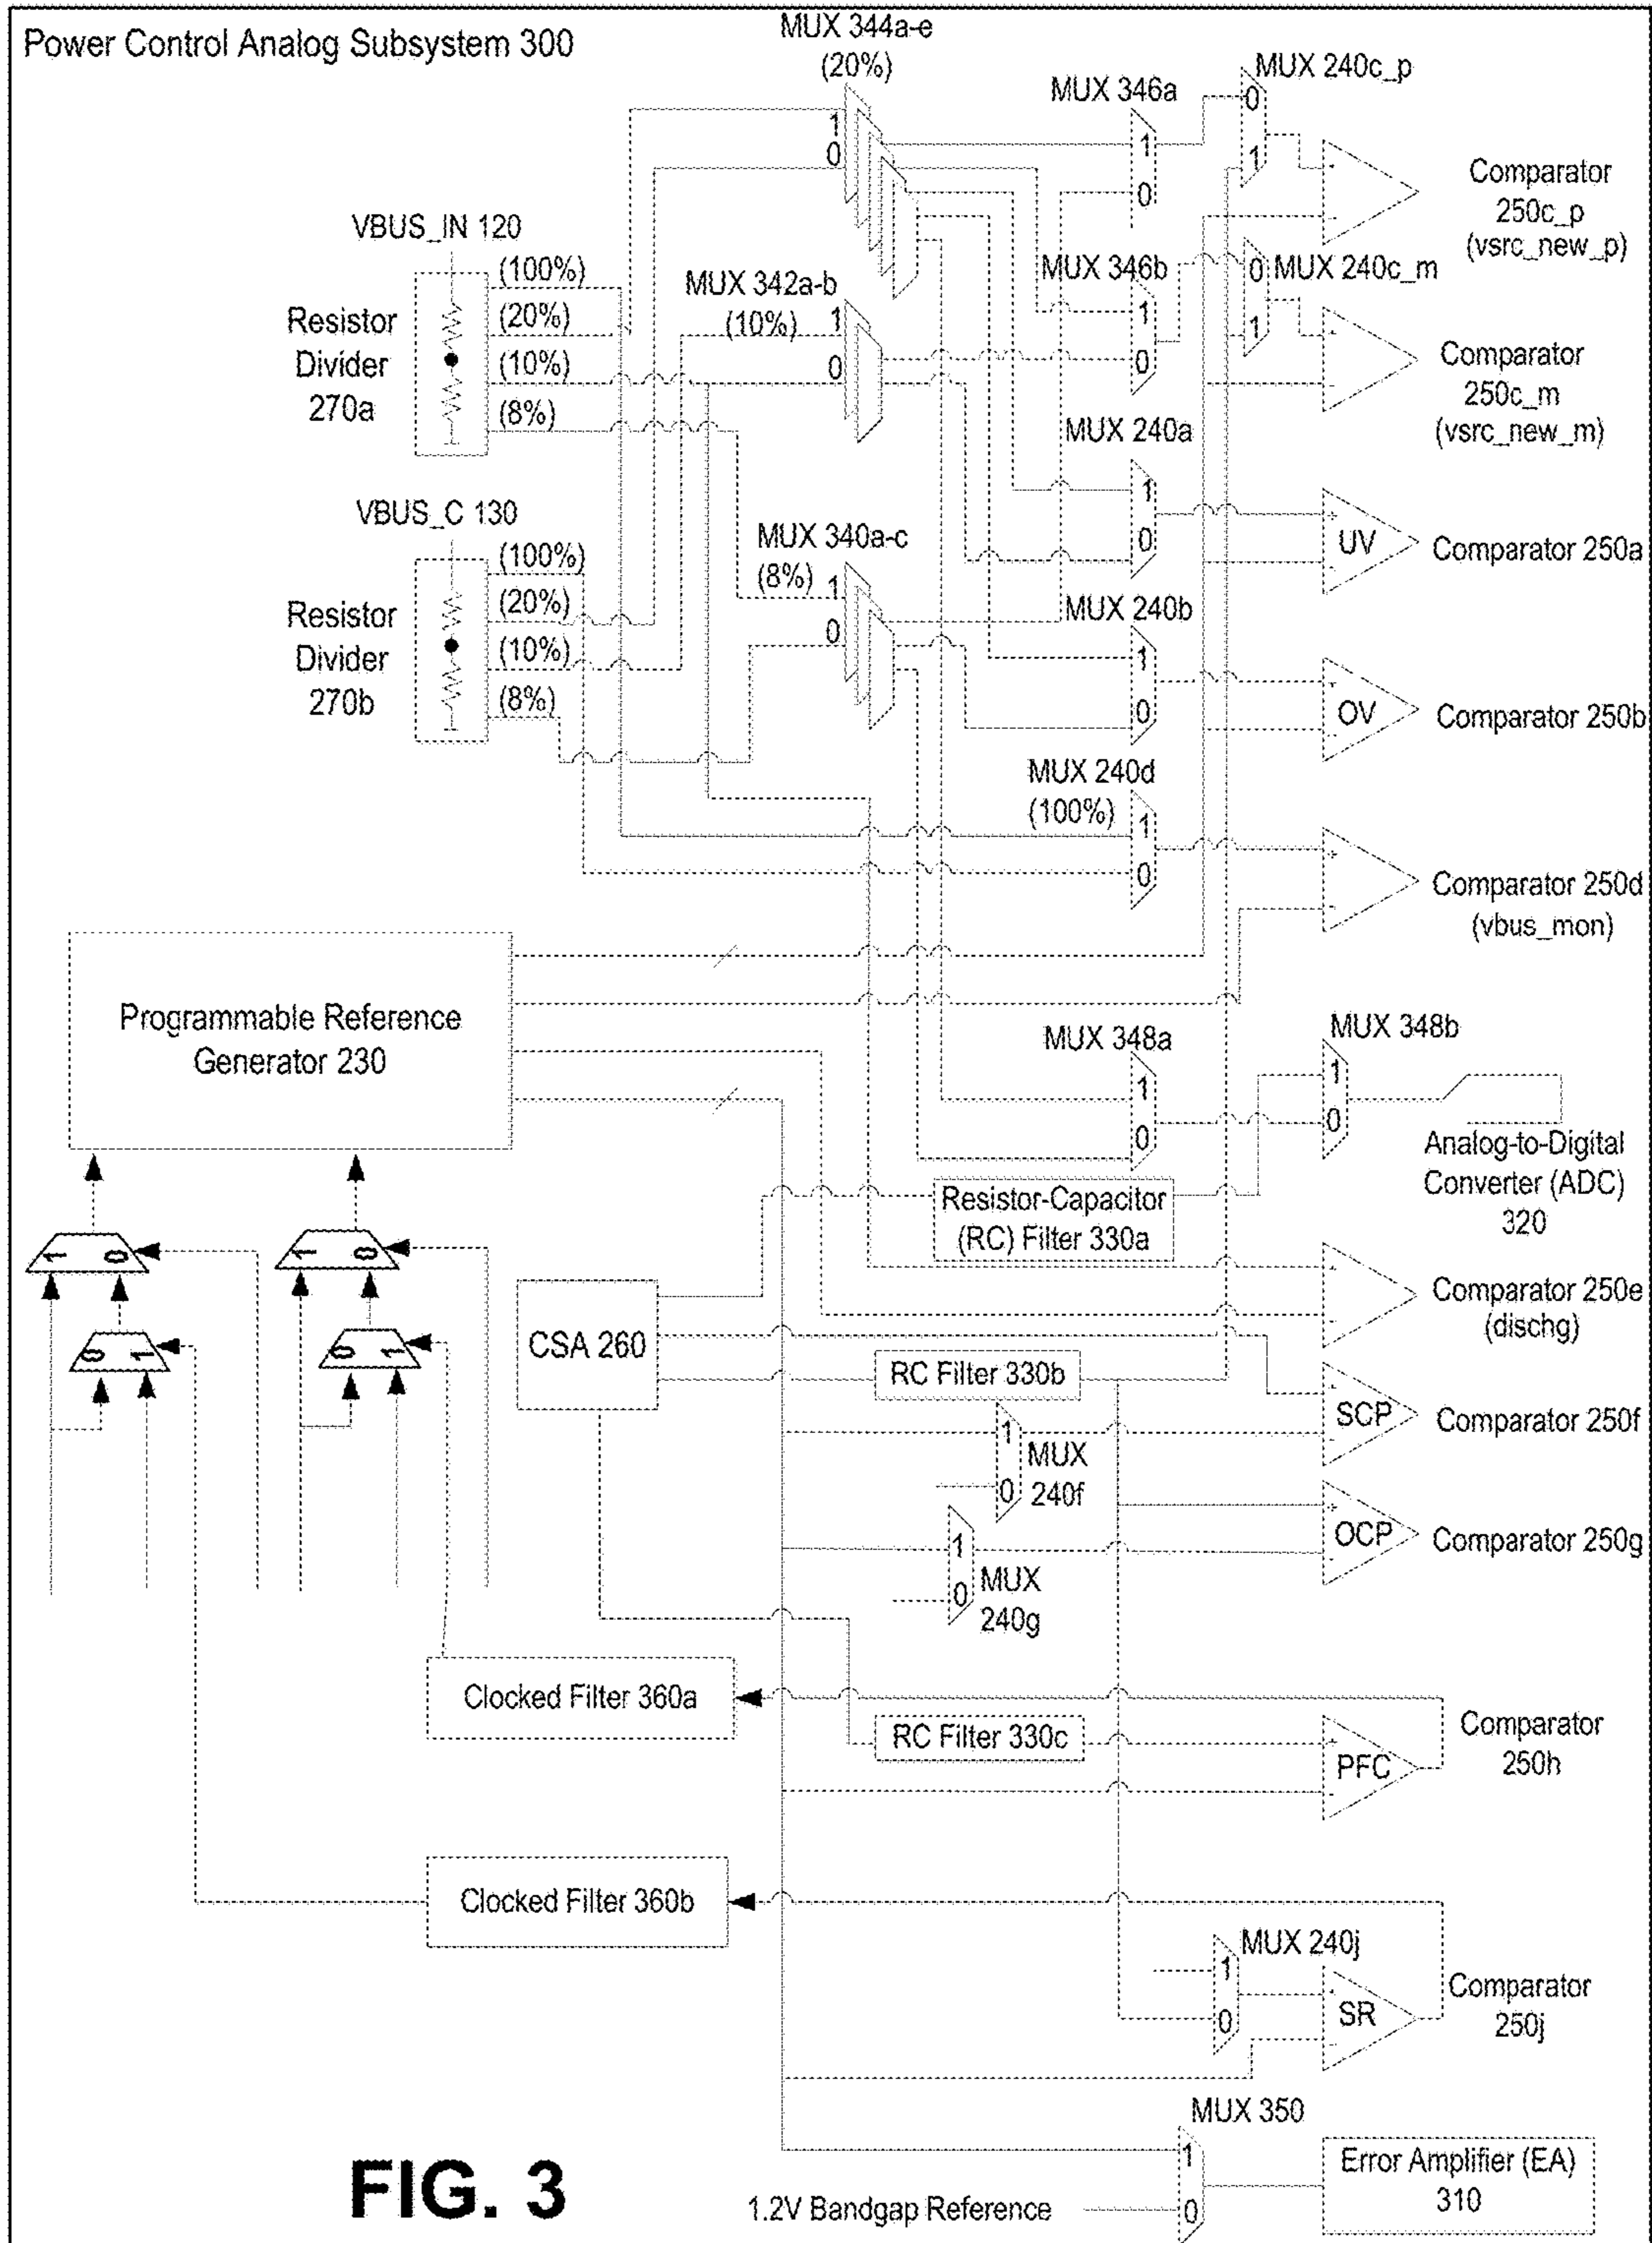 Power Control Analog Subsystem 300
MUX 344a-e
(20%)
1
0
MUX 346a
1
0
MUX 240c_p
0
1
Comparator
250c_p
(vsrc_new_p)
VBUS_IN 120
(100%)
(20%)
(10%)
(8%)
Resistor
Divider
270a
MUX 342a-b
(10%)
1
0
MUX 346b
1
0
MUX 240c_m
0
1
Comparator
250c_m
(vsrc_new_m)
MUX 240a
1
0
UV
Comparator 250a
VBUS_C 130
(100%)
(20%)
(10%)
(8%)
Resistor
Divider
270b
MUX 340a-c
(8%)
1
0
MUX 240b
1
0
OV
Comparator 250b
MUX 240d
(100%)
1
0
Comparator 250d
(vbus_mon)
Programmable Reference
Generator 230
MUX 348a
1
0
MUX 348b
1
0
Analog-to-Digital
Converter (ADC)
320
Resistor-Capacitor
(RC) Filter 330a
1
0
1
0
0
1
0
1
CSA 260
Comparator 250e
(dischg)
RC Filter 330b
SCP
Comparator 250f
1
0
MUX
240f
OCP
Comparator 250g
1
0
MUX
240g
Clocked Filter 360a
RC Filter 330c
PFC
Comparator
250h
Clocked Filter 360b
MUX 240j
1
0
SR
Comparator
250j
MUX 350
1
0
1.2V Bandgap Reference
Error Amplifier (EA)
310
FIG. 3